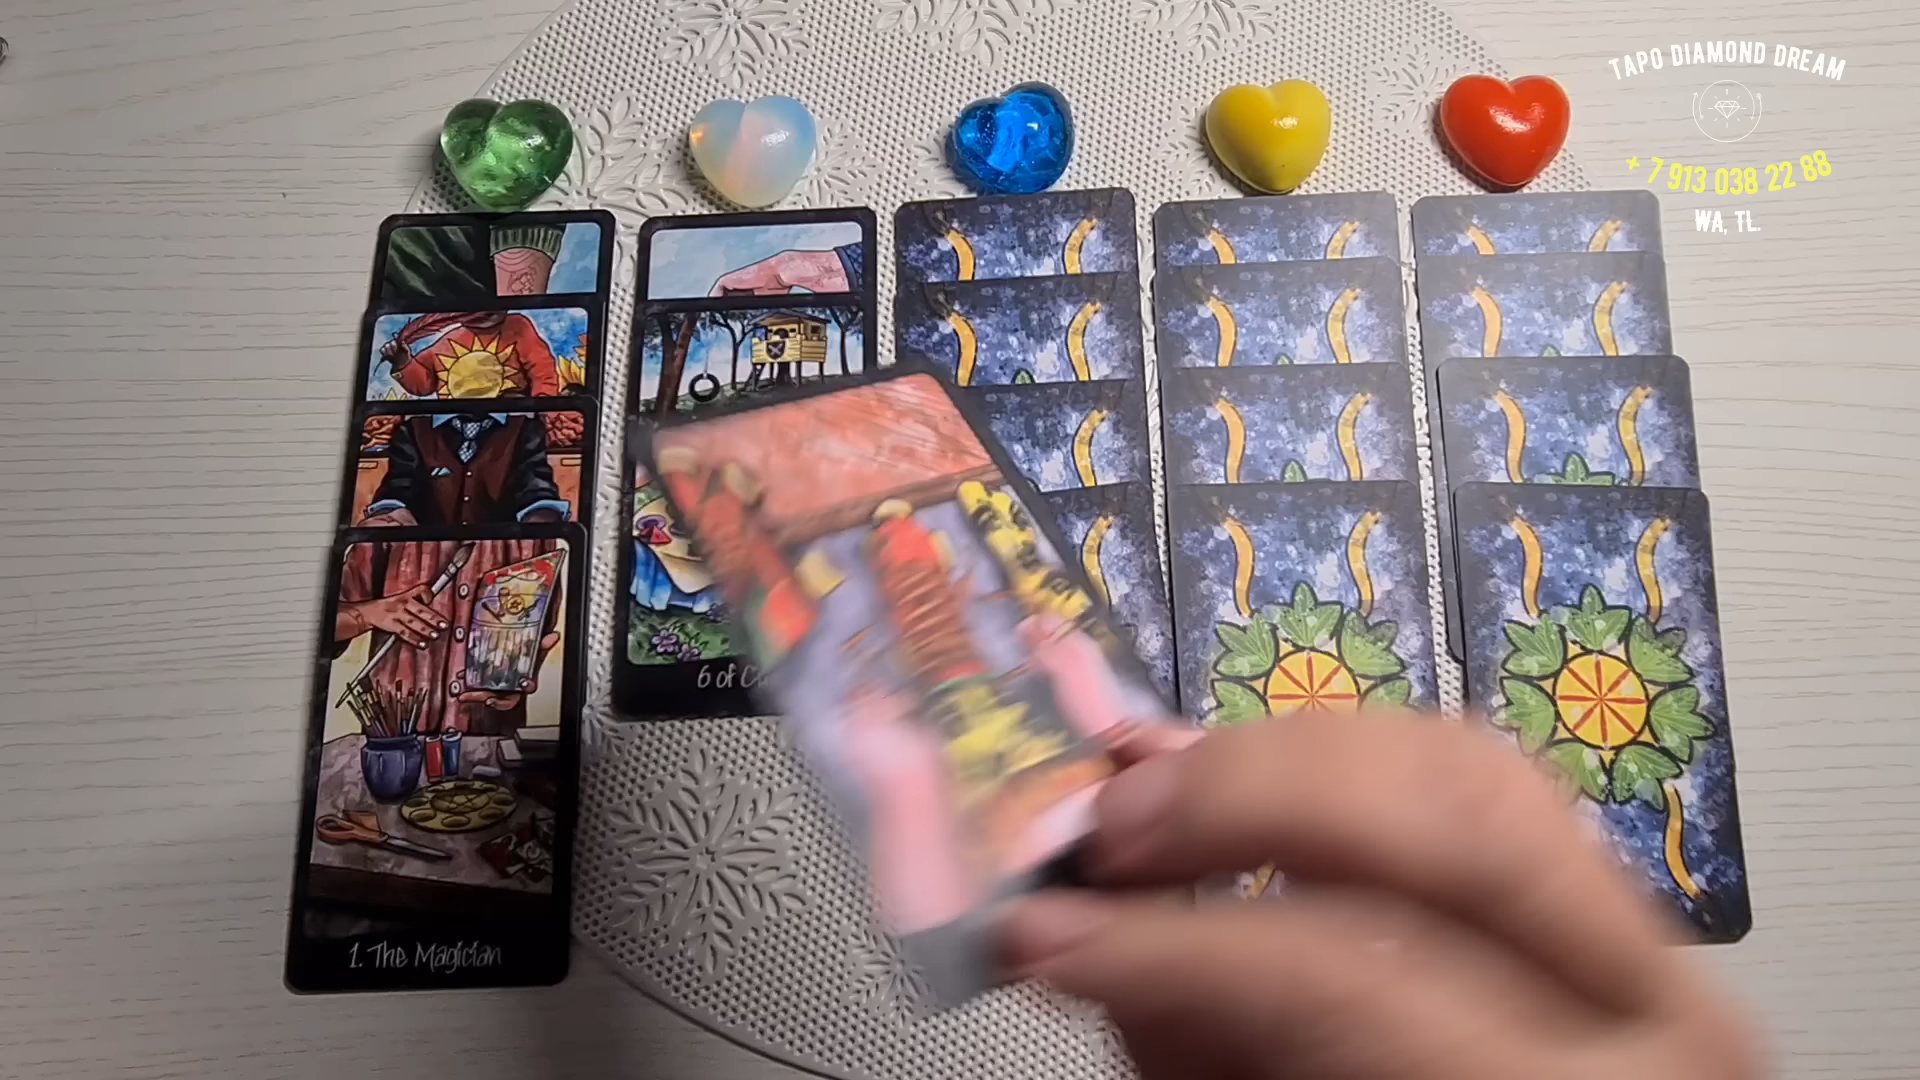 ТАРО DIAMOND DREAM
+ 7 913 038 22 88
WA, TL.
6 of
1. The Magician